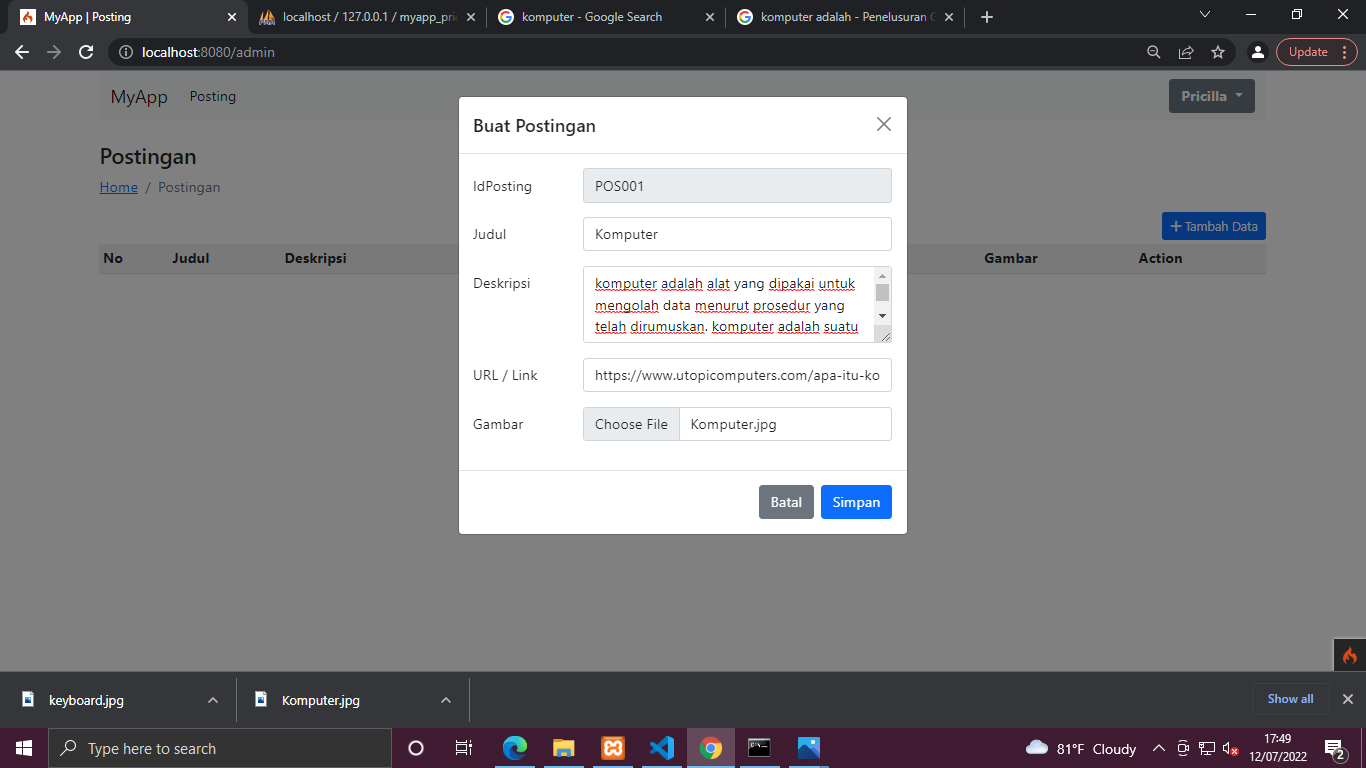 MyApp | Posting
localhost / 127.0.0.1 / myapp_pric
komputer - Google Search
komputer adalah - Penelusuran G
localhost:8080/admin
Update
MyApp
Posting
Pricilla
Buat Postingan
Postingan
Home / Postingan
IdPosting
POS001
Judul
Komputer
Tambah Data
No
Judul
Deskripsi
Gambar
Action
Deskripsi
komputer adalah alat yang dipakai untuk
mengolah data menurut prosedur yang
telah dirumuskan. komputer adalah suatu
URL / Link
https://www.utopicomputers.com/apa-itu-ko
Gambar
Choose File
Komputer.jpg
Batal
Simpan
keyboard.jpg
Komputer.jpg
Show all
Type here to search
81°F Cloudy
17:49
12/07/2022
2